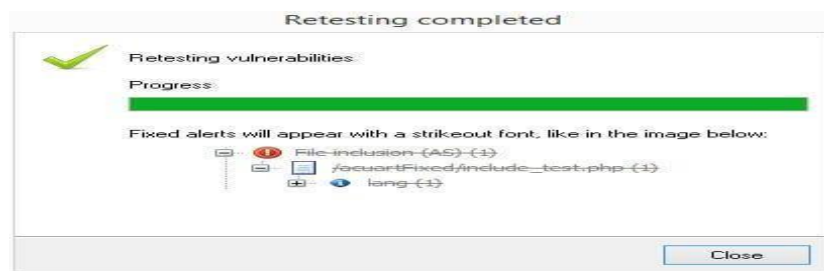 Retesting completed
Retesting vulnerabilities
Progress
Fixed alerts will appear with a strikeout font, like in the image below:
File inclusion (AS) (1)
/acuartFixed/include_test.php (1)
lang (1)
Close